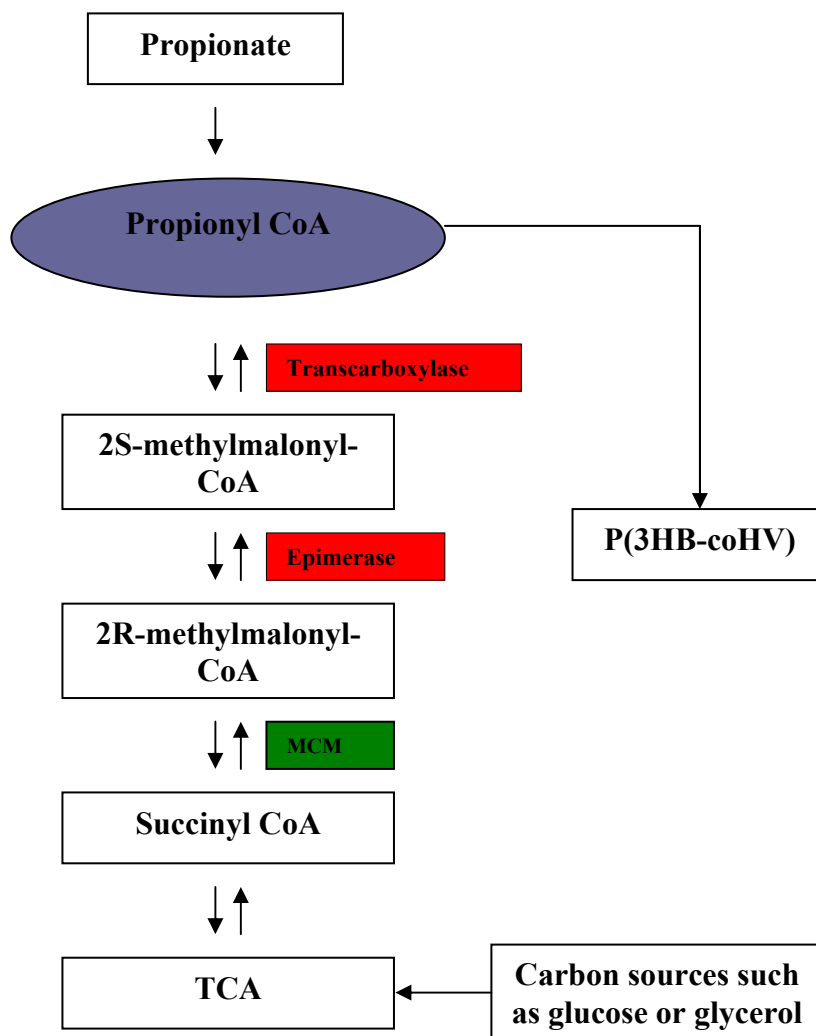 Propionate
Propionyl CoA
Transcarboxylase
2S-methylmalonyl-
CoA
P(3HB-coHV)
Epimerase
2R-methylmalonyl-
CoA
MCM
Succinyl CoA
TCA
Carbon sources such
as glucose or glycerol